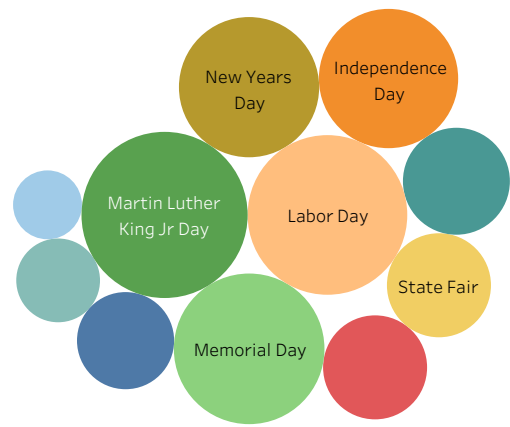 New Years
Day
Independence
Day
Martin Luther
King Jr Day
Labor Day
State Fair
Memorial Day